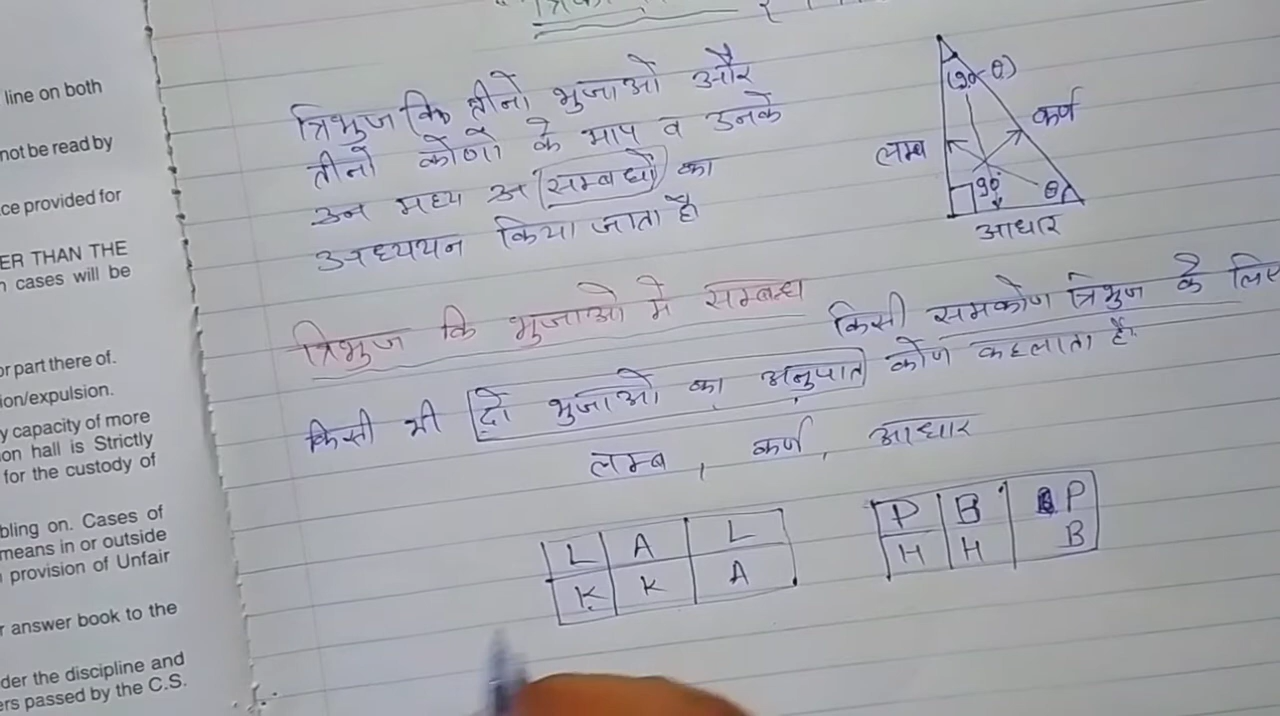 line on both
not be read by
ce provided for
ER THAN THE
cases will be
or part there of.
ion/expulsion.
y capacity of more
on hall is Strictly
for the custody of
bling on. Cases of
means in or outside
provision of Unfair
r answer book to the
der the discipline and
ers passed by the C.S.
त्रिभुज कि तीनो भुजाओ और
तीनो कोणो के माप व उनके
उन मध्य अ सम्बधों का
अध्ययन किया जाता है
(90-θ)
कर्ण
लम्ब
90°
θ
आधार
त्रिभुज कि भुजाओ मे सम्बन्ध
किसी समकोण त्रिभुज के लिए
किसी भी दो भुजाओ का अनुपात कोण कहलाता है.
लम्ब, कर्ण, आधार
L A L
K K A
P B P
H H B